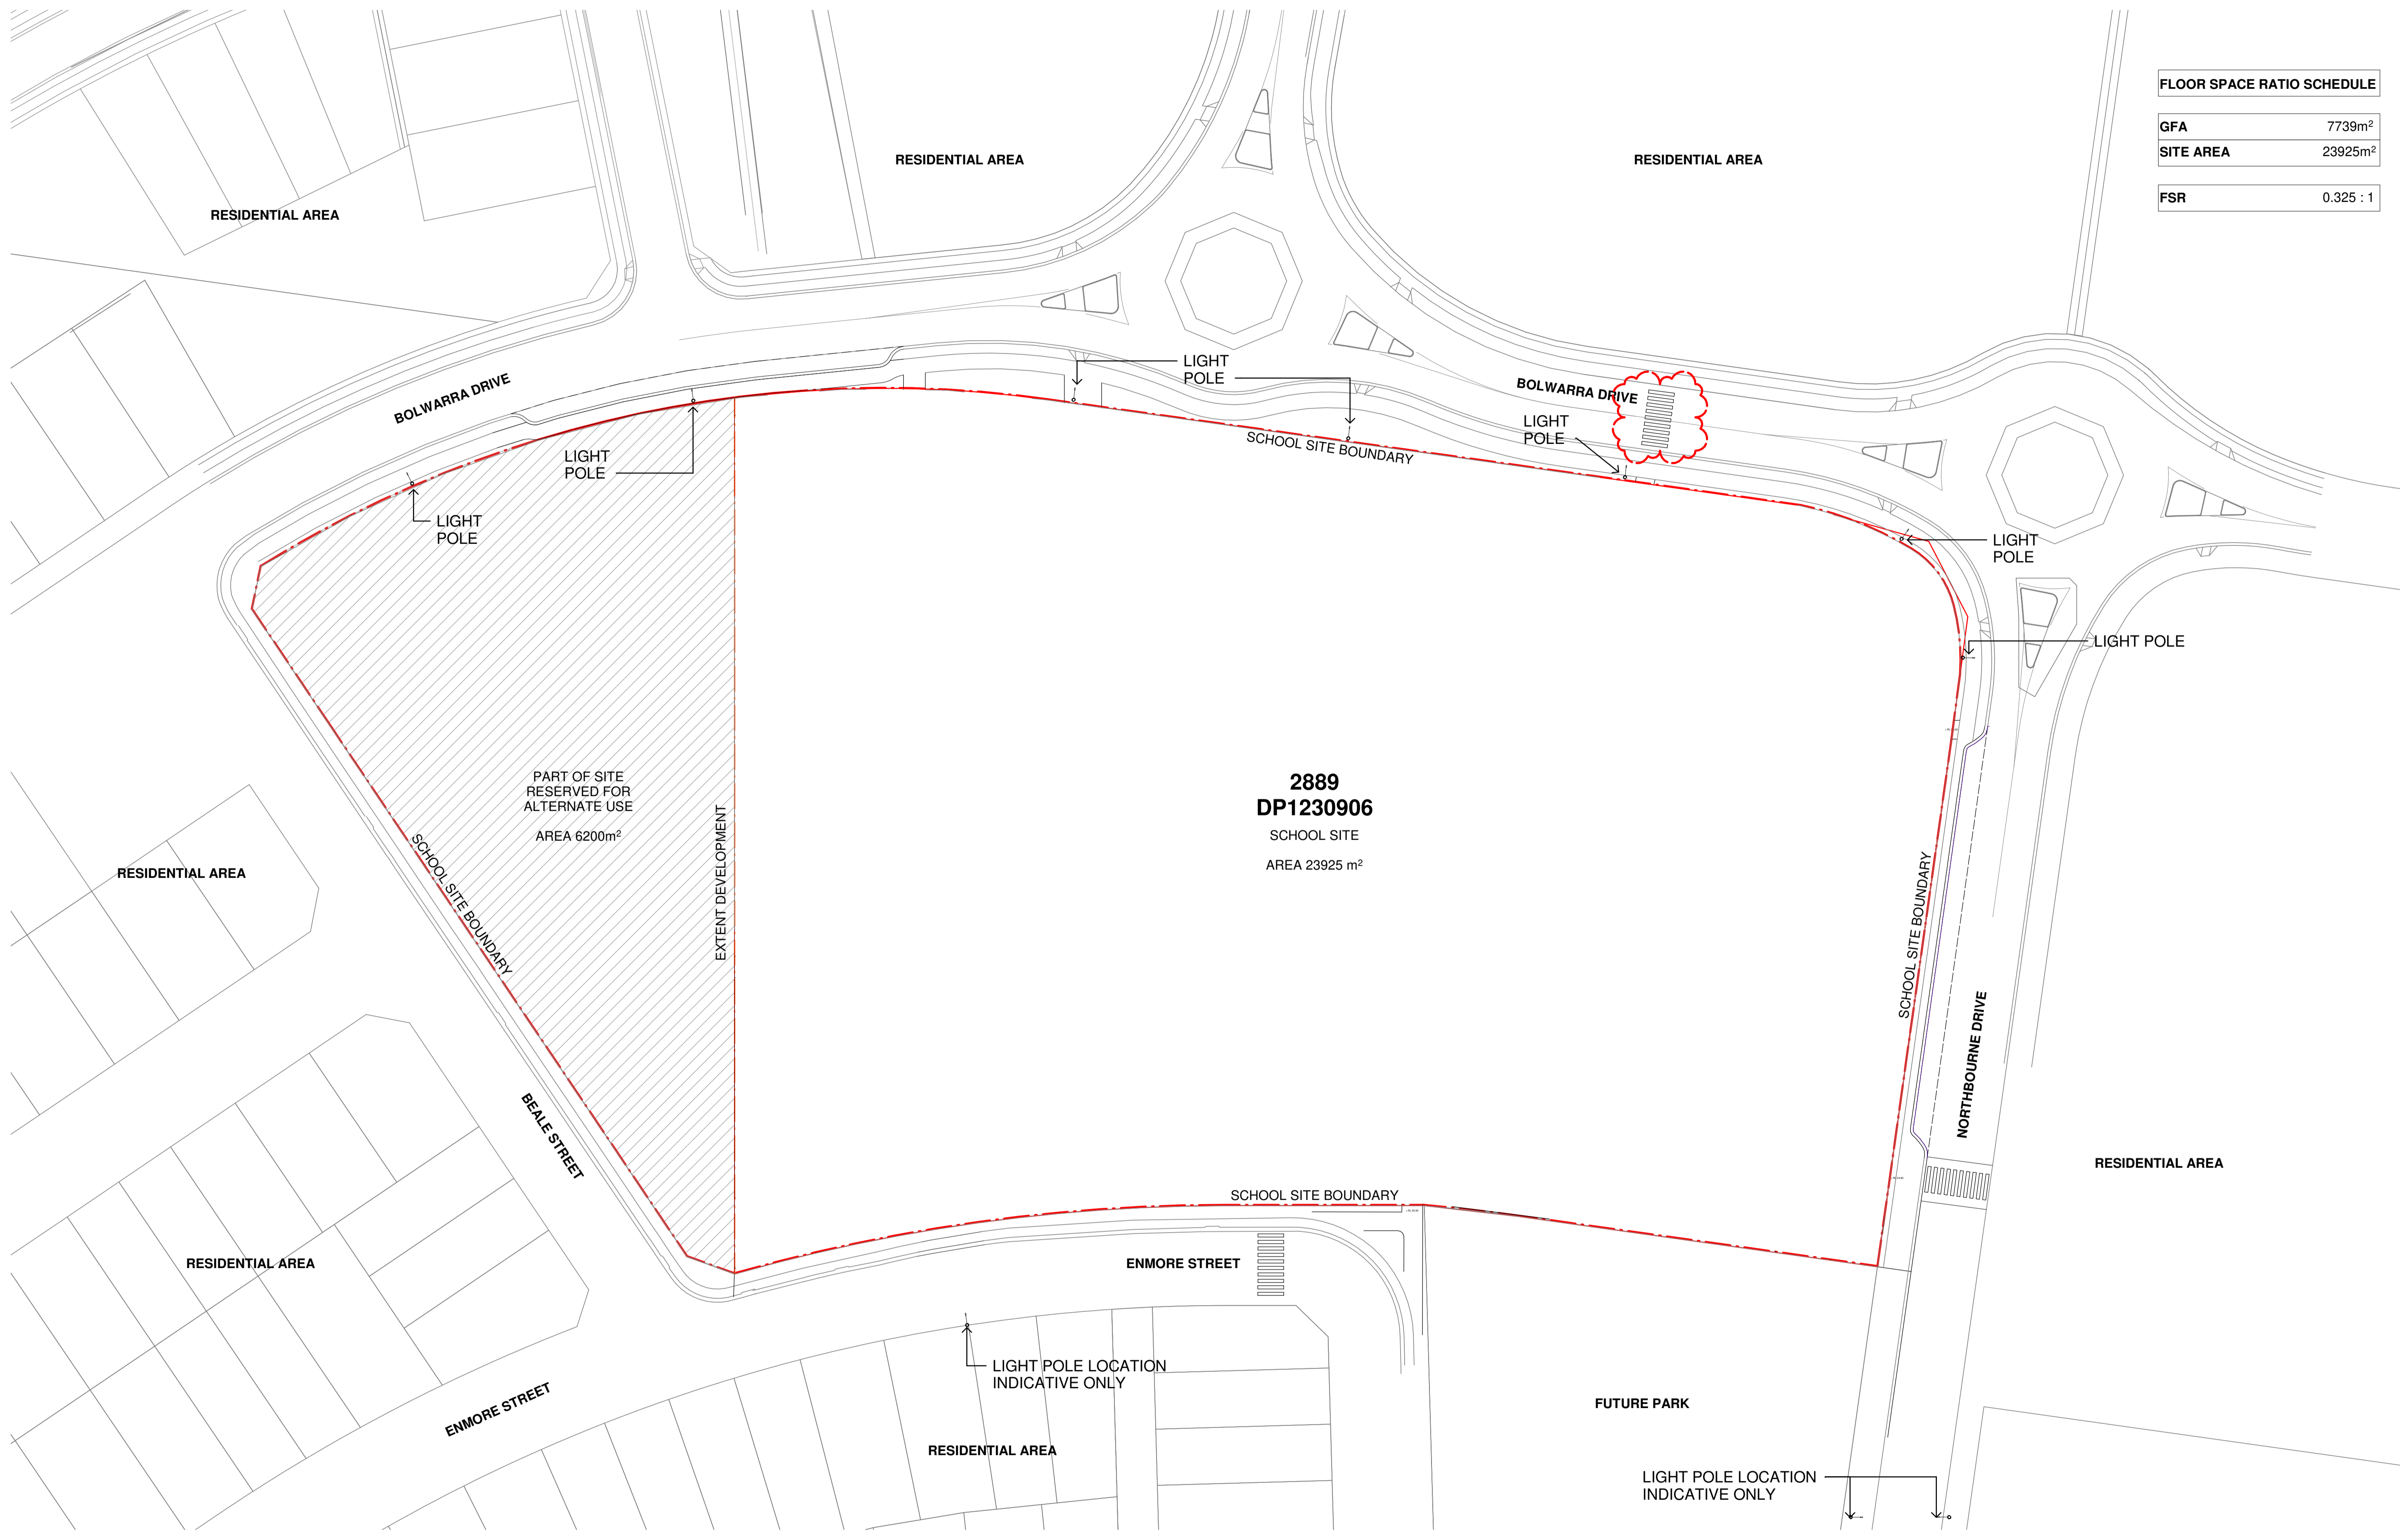 FLOOR SPACE RATIO SCHEDULE
GFA 7739m²
SITE AREA 23925m²
FSR 0.325 : 1
RESIDENTIAL AREA
RESIDENTIAL AREA
RESIDENTIAL AREA
BOLWARRA DRIVE
LIGHT
POLE
BOLWARRA DRIVE
LIGHT
POLE
SCHOOL SITE BOUNDARY
LIGHT
POLE
LIGHT
POLE
LIGHT
POLE
LIGHT POLE
PART OF SITE
RESERVED FOR
ALTERNATE USE
AREA 6200m²
EXTENT DEVELOPMENT
2889
DP1230906
SCHOOL SITE
AREA 23925 m²
SCHOOL SITE BOUNDARY
SCHOOL SITE BOUNDARY
RESIDENTIAL AREA
NORTHBOURNE DRIVE
BEALE STREET
RESIDENTIAL AREA
SCHOOL SITE BOUNDARY
RESIDENTIAL AREA
ENMORE STREET
LIGHT POLE LOCATION
INDICATIVE ONLY
ENMORE STREET
FUTURE PARK
RESIDENTIAL AREA
LIGHT POLE LOCATION
INDICATIVE ONLY